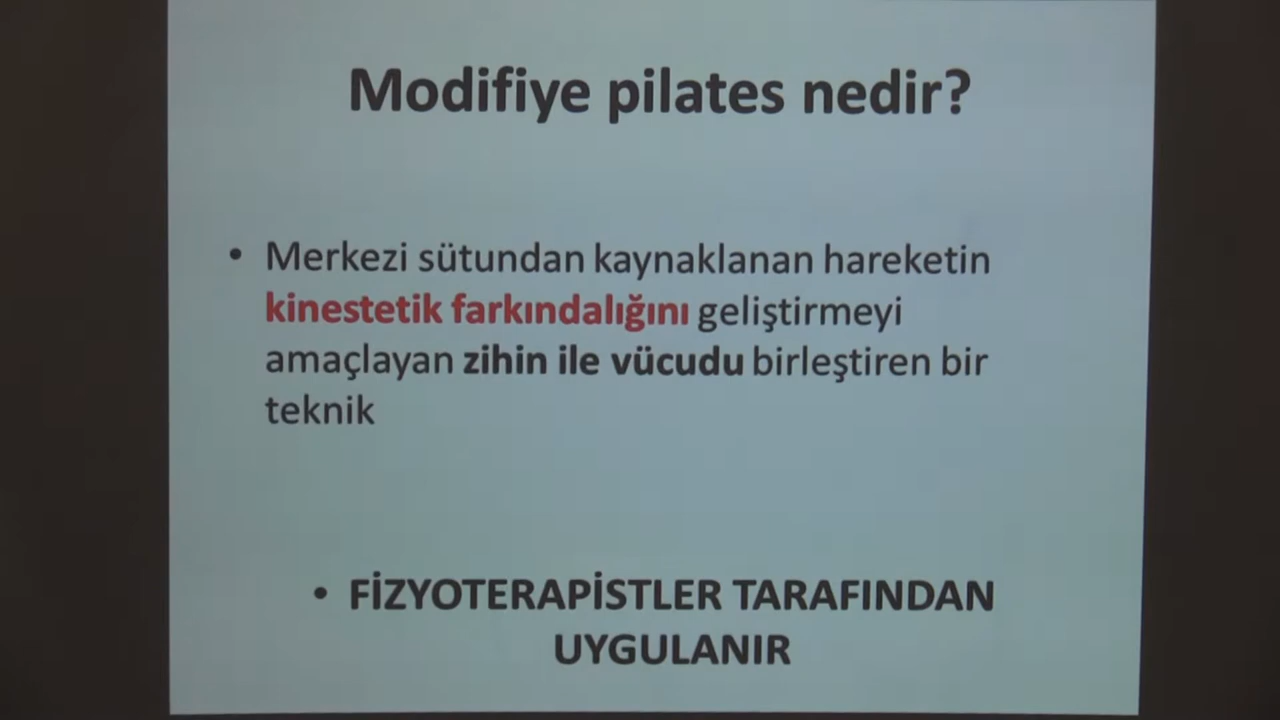 Modifiye pilates nedir?
• Merkezi sütundan kaynaklanan hareketin
kinestetik farkındalığını geliştirmeyi
amaçlayan zihin ile vücudu birleştiren bir
teknik
• FİZYOTERAPİSTLER TARAFINDAN
UYGULANIR